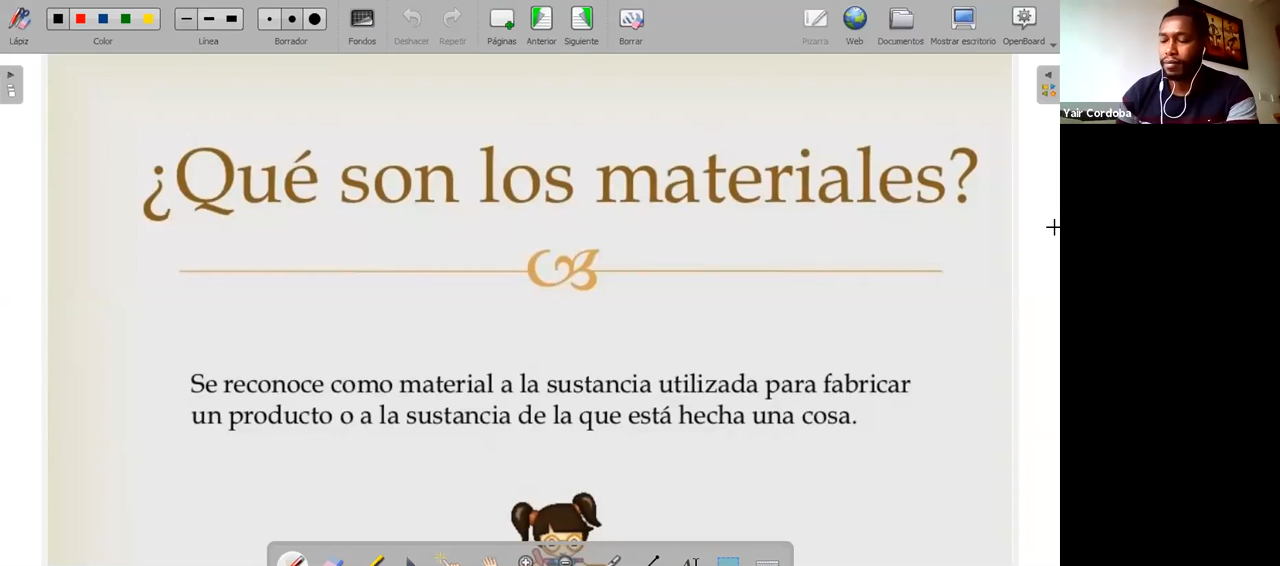 Lápiz
Color
Línea
Borrador
Fondos
Deshacer
Repetir
Páginas
Anterior
Siguiente
Borrar
Pizarra
Web
Documentos
Mostrar escritorio
OpenBoard
Yair Cordoba
¿Qué son los materiales?
Se reconoce como material a la sustancia utilizada para fabricar
un producto o a la sustancia de la que está hecha una cosa.